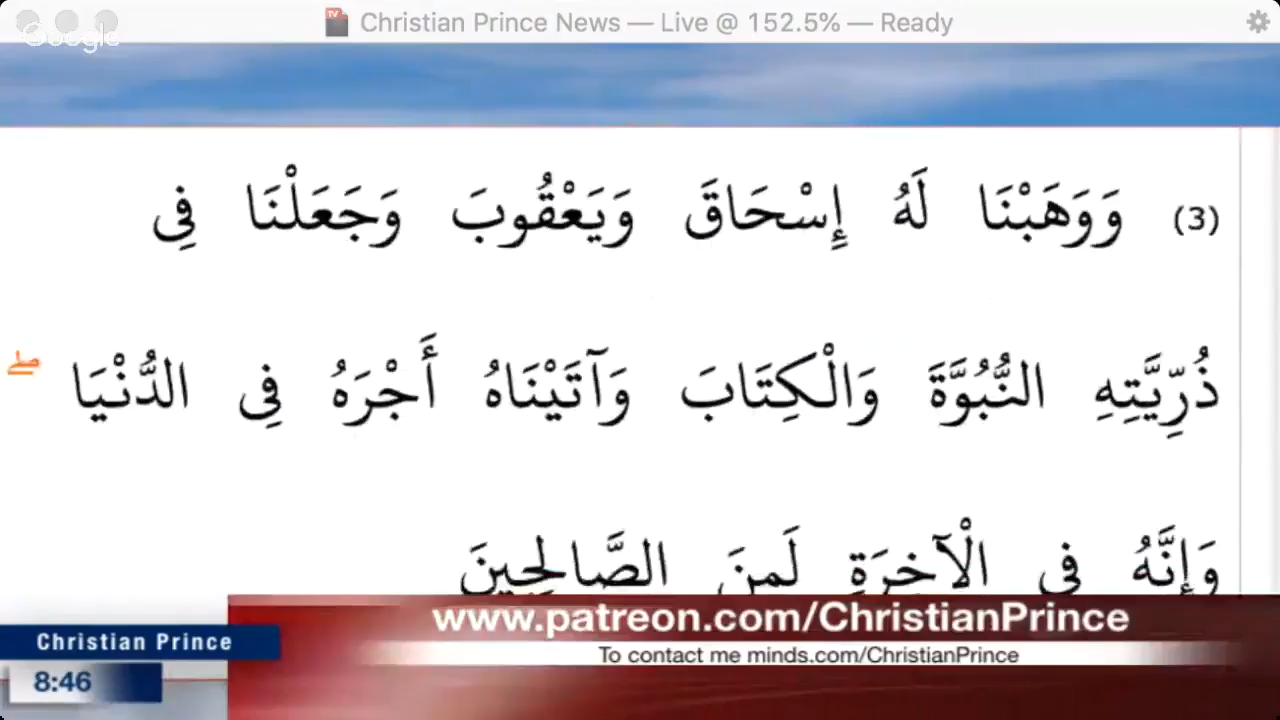 Christian Prince News — Live @ 152.5% — Ready
Google
(3) وَوَهَبْنَا لَهُ إِسْحَاقَ وَيَعْقُوبَ وَجَعَلْنَا فِى
ذُرِّيَّتِهِ النُّبُوَّةَ وَالْكِتَابَ وَآتَيْنَاهُ أَجْرَهُ فِى الدُّنْيَا ۖ
وَإِنَّهُ فِى الْآخِرَةِ لَمِنَ الصَّالِحِينَ
www.patreon.com/ChristianPrince
To contact me minds.com/ChristianPrince
Christian Prince
8:46